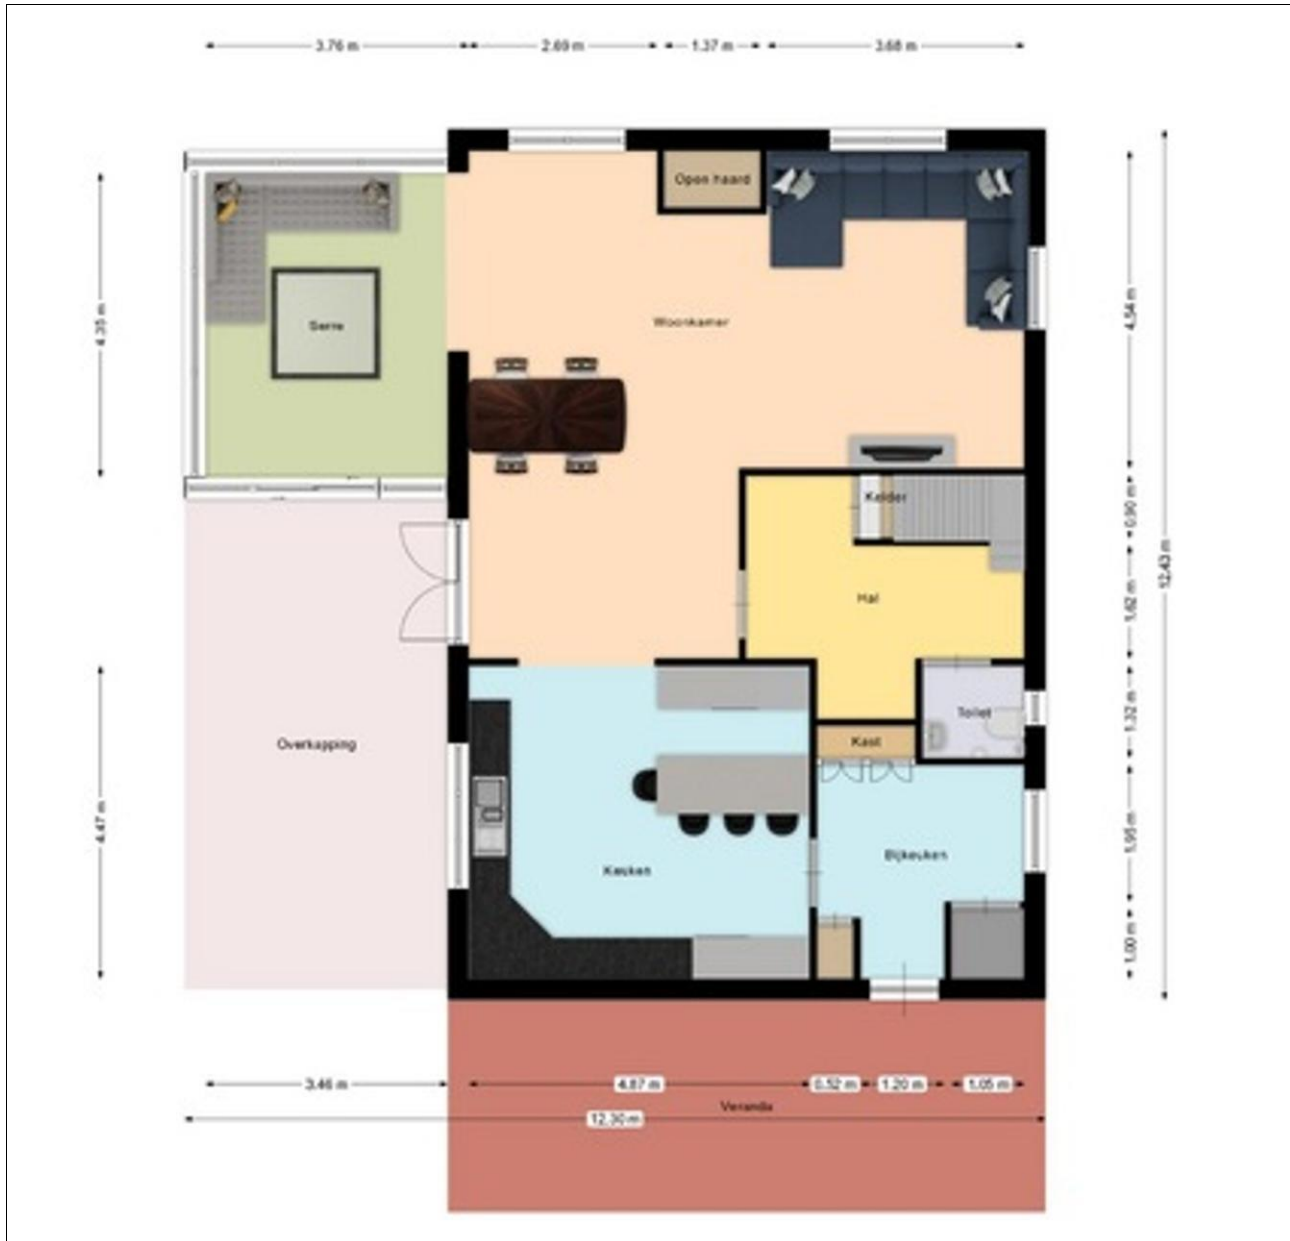 3.76 m
2.69 m
1.37 m
3.68 m
Open haard
Serre
Woonkamer
4.35 m
4.54 m
Kelder
0.90 m
Hal
12.43 m
1.62 m
Toilet
1.32 m
Overkapping
Kast
4.47 m
Bijkeuken
1.95 m
Keuken
1.00 m
3.46 m
4.87 m
0.52 m
1.20 m
1.05 m
Veranda
12.30 m